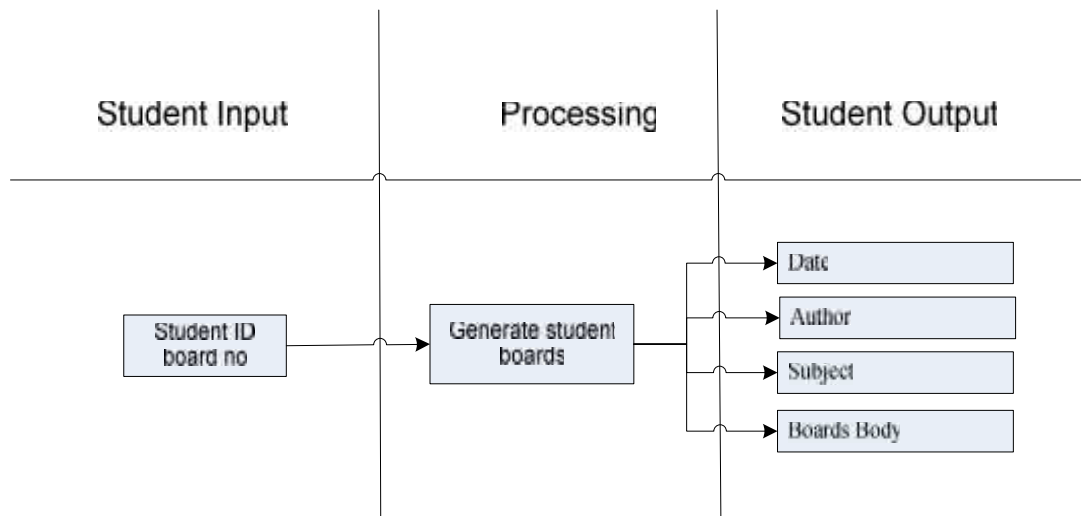 Student Input
Processing
Student Output
Student ID
board no
Generate student
boards
Date
Author
Subject
Boards Body